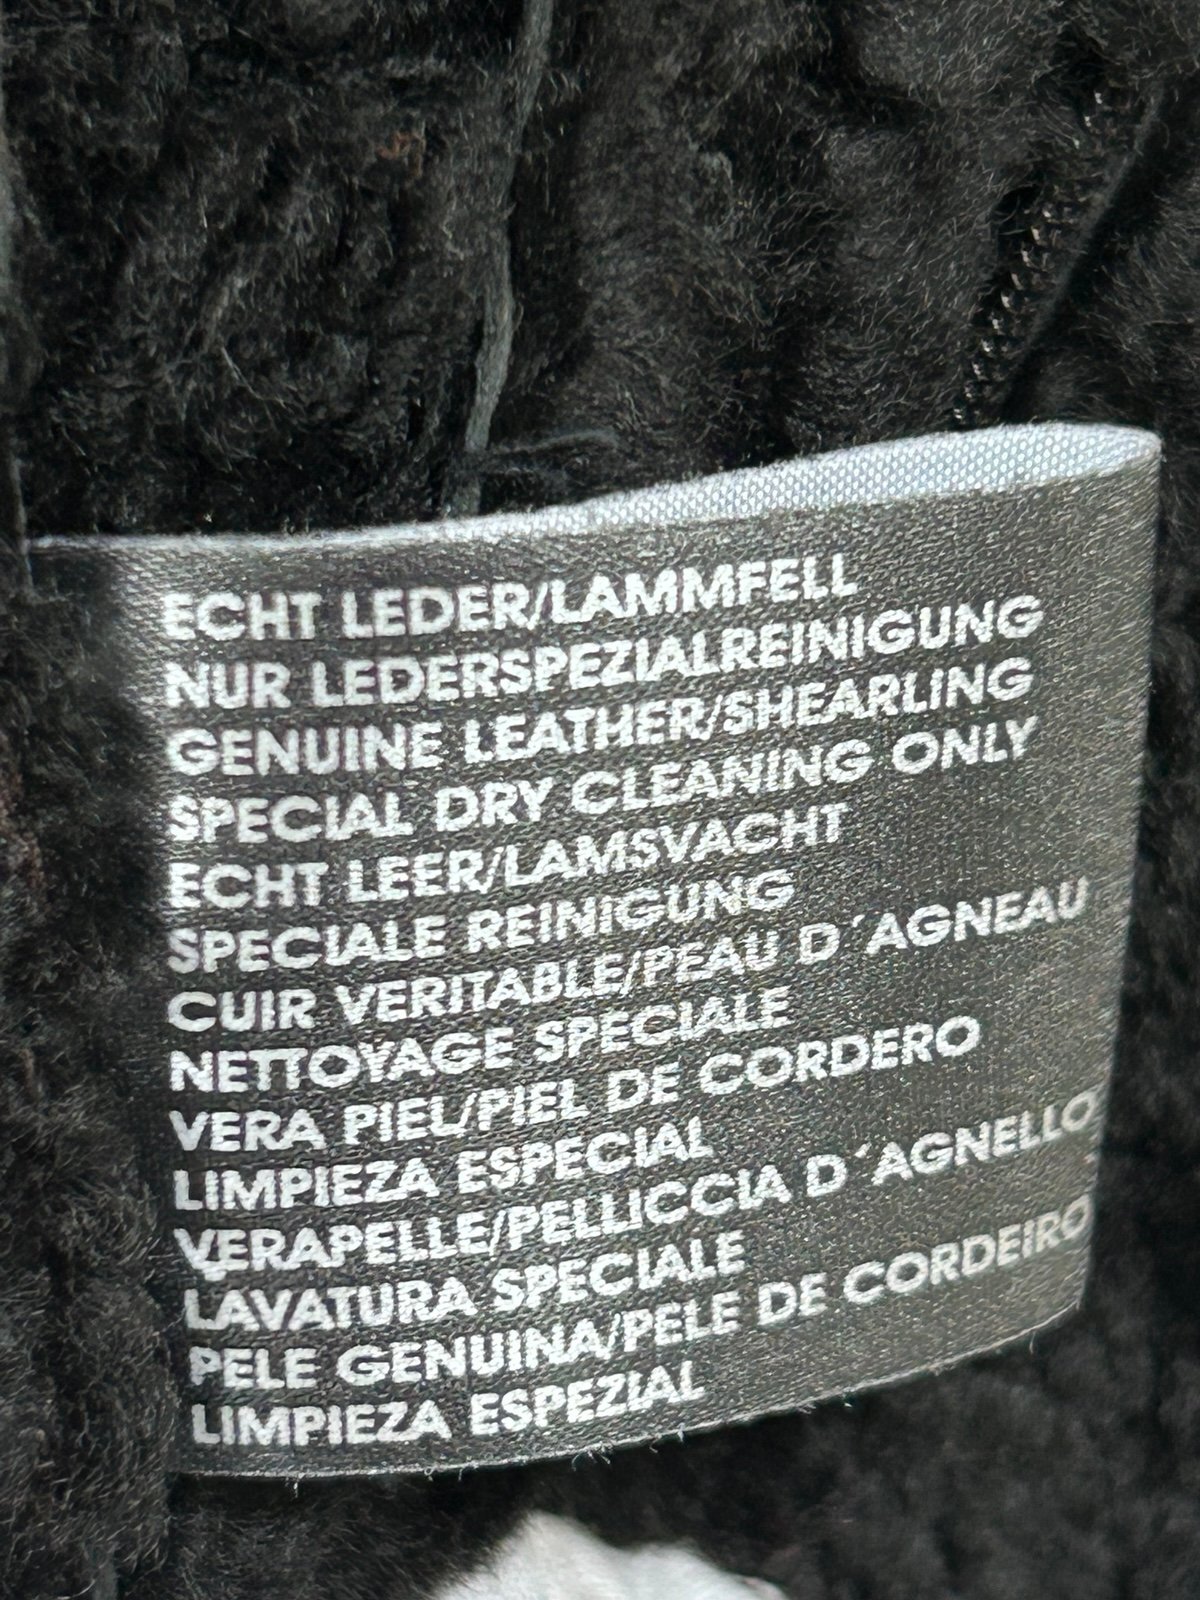 ECHT LEDER/LAMMFELL
NUR LEDERSPEZIALREINIGUNG
GENUINE LEATHER/SHEARLING
SPECIAL DRY CLEANING ONLY
ECHT LEER/LAMSVACHT
SPECIALE REINIGUNG
CUIR VERITABLE/PEAU D´AGNEAU
NETTOYAGE SPECIALE
VERA PIEL/PIEL DE CORDERO
LIMPIEZA ESPECIAL
VERAPELLE/PELLICCIA D´AGNELLO
LAVATURA SPECIALE
PELE GENUINA/PELE DE CORDEIRO
LIMPIEZA ESPEZIAL